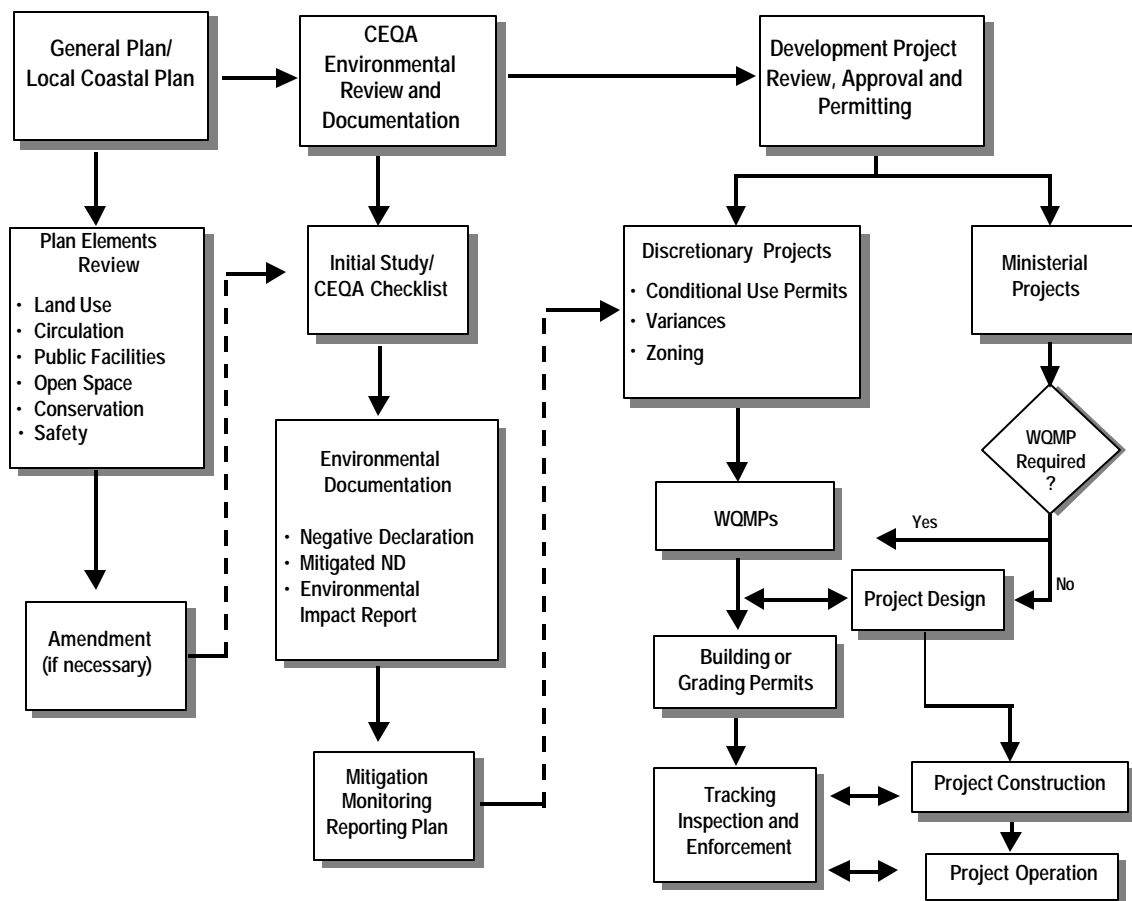 General Plan/
Local Coastal Plan
CEQA
Environmental
Review and
Documentation
Development Project
Review, Approval and
Permitting
Plan Elements
Review
· Land Use
· Circulation
· Public Facilities
· Open Space
· Conservation
· Safety
Initial Study/
CEQA Checklist
Discretionary Projects
· Conditional Use Permits
· Variances
· Zoning
Ministerial
Projects
WQMP
Required
?
Environmental
Documentation
· Negative Declaration
· Mitigated ND
· Environmental
Impact Report
WQMPs
Yes
No
Project Design
Amendment
(if necessary)
Building or
Grading Permits
Mitigation
Monitoring
Reporting Plan
Tracking
Inspection and
Enforcement
Project Construction
Project Operation